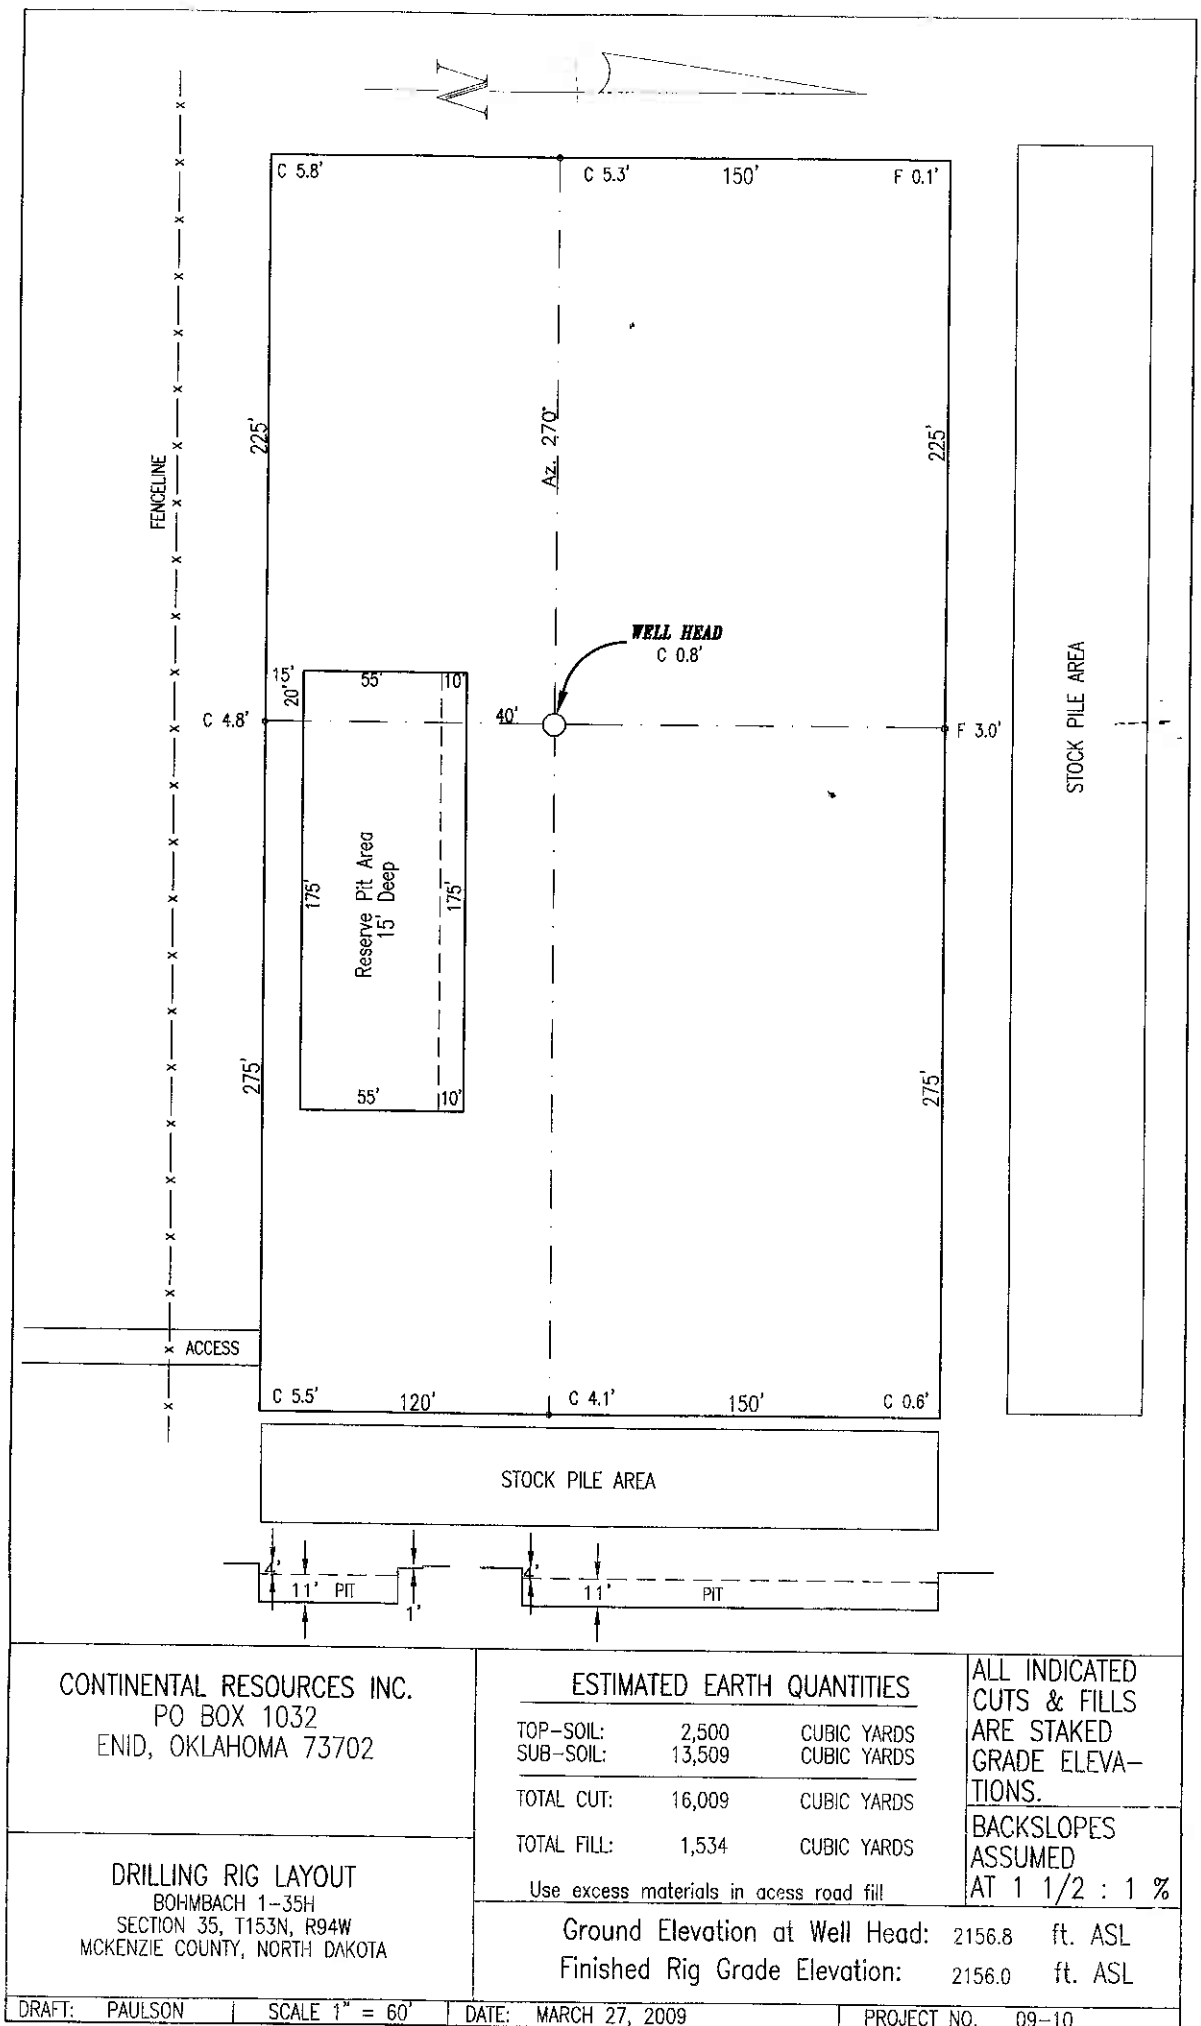 N
C 5.8'
C 5.3'
150'
F 0.1'
225'
Az. 270°
225'
FENCELINE
WELL HEAD
C 0.8'
15'
55'
10'
20'
C 4.8'
40'
F 3.0'
STOCK PILE AREA
175'
Reserve Pit Area
15' Deep
175'
275'
55'
10'
275'
ACCESS
C 5.5'
120'
C 4.1'
150'
C 0.6'
STOCK PILE AREA
4'
11' PIT
1'
4'
11'
PIT
CONTINENTAL RESOURCES INC.
PO BOX 1032
ENID, OKLAHOMA 73702
DRILLING RIG LAYOUT
BOHMBACH 1-35H
SECTION 35, T153N, R94W
MCKENZIE COUNTY, NORTH DAKOTA
ESTIMATED EARTH QUANTITIES
TOP-SOIL: 2,500 CUBIC YARDS
SUB-SOIL: 13,509 CUBIC YARDS
TOTAL CUT: 16,009 CUBIC YARDS
TOTAL FILL: 1,534 CUBIC YARDS
Use excess materials in acess road fill
ALL INDICATED
CUTS & FILLS
ARE STAKED
GRADE ELEVA-
TIONS.
BACKSLOPES
ASSUMED
AT 1 1/2 : 1 %
Ground Elevation at Well Head: 2156.8 ft. ASL
Finished Rig Grade Elevation: 2156.0 ft. ASL
DRAFT: PAULSON SCALE 1" = 60' DATE: MARCH 27, 2009 PROJECT NO. 09-10